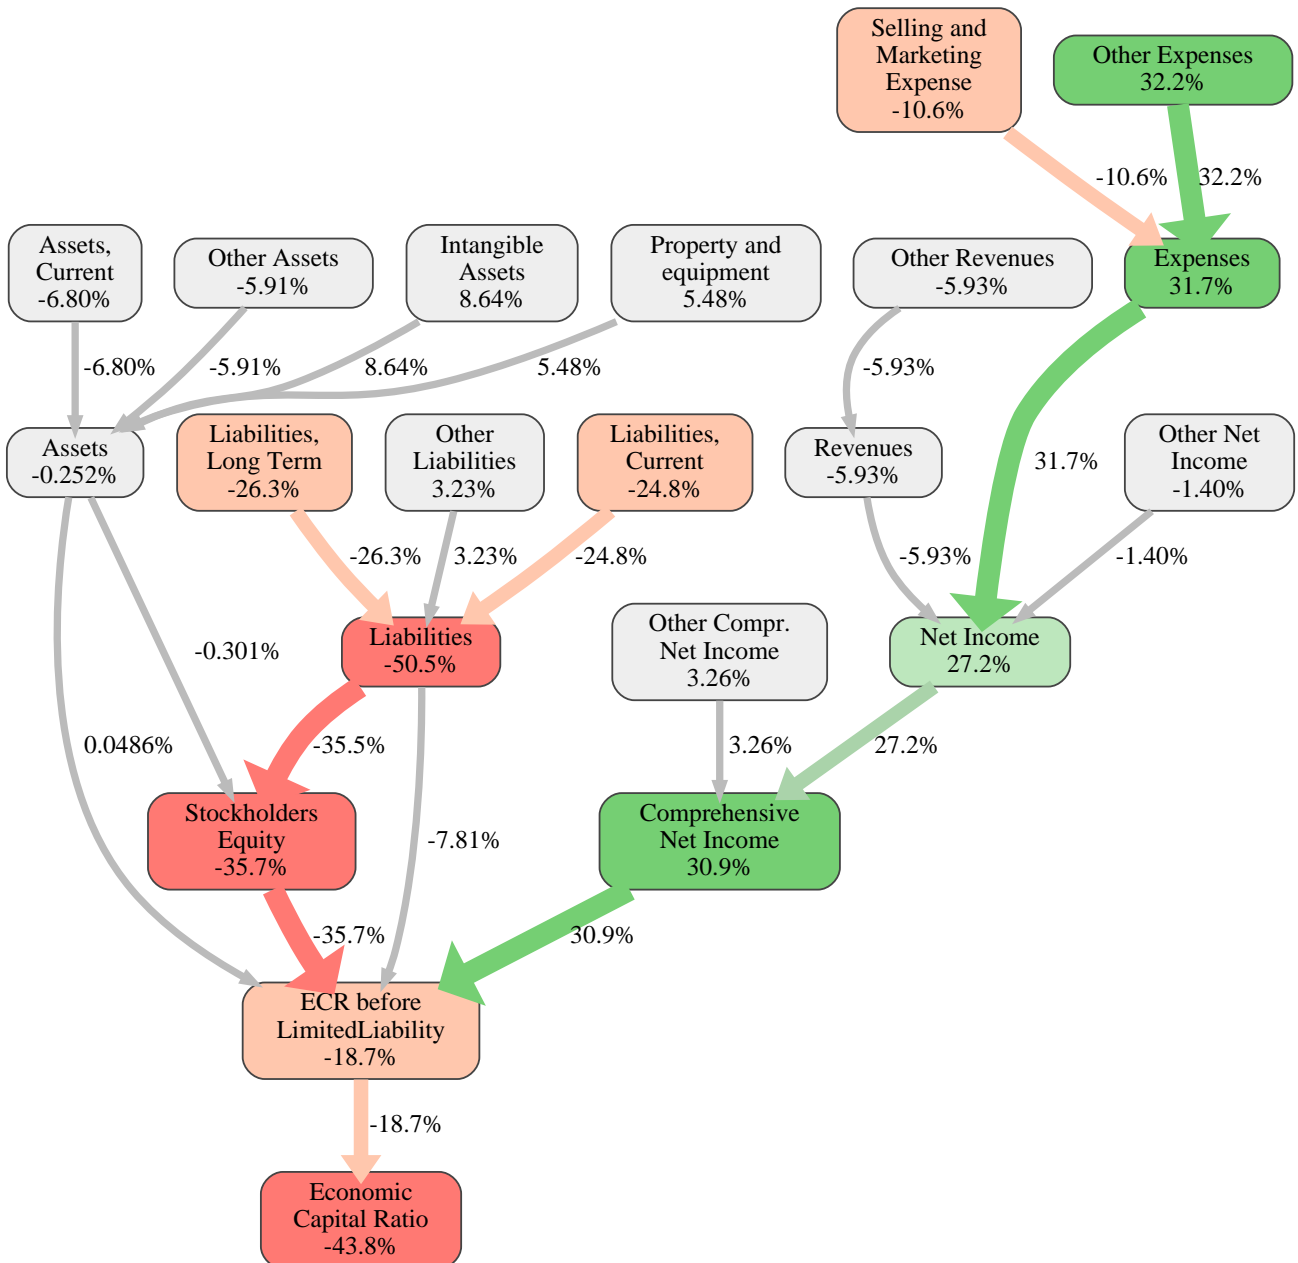 Selling and
Marketing
Expense
-10.6%
Other Expenses
32.2%
-10.6%
32.2%
Assets,
Current
-6.80%
Other Assets
-5.91%
Intangible
Assets
8.64%
Property and
equipment
5.48%
Other Revenues
-5.93%
Expenses
31.7%
-6.80%
-5.91%
8.64%
5.48%
-5.93%
31.7%
Assets
-0.252%
Liabilities,
Long Term
-26.3%
Other
Liabilities
3.23%
Liabilities,
Current
-24.8%
Revenues
-5.93%
Other Net
Income
-1.40%
-26.3%
3.23%
-24.8%
-5.93%
-1.40%
-0.301%
Liabilities
-50.5%
Other Compr.
Net Income
3.26%
Net Income
27.2%
0.0486%
-35.5%
3.26%
27.2%
Stockholders
Equity
-35.7%
-7.81%
Comprehensive
Net Income
30.9%
-35.7%
30.9%
ECR before
LimitedLiability
-18.7%
-18.7%
Economic
Capital Ratio
-43.8%